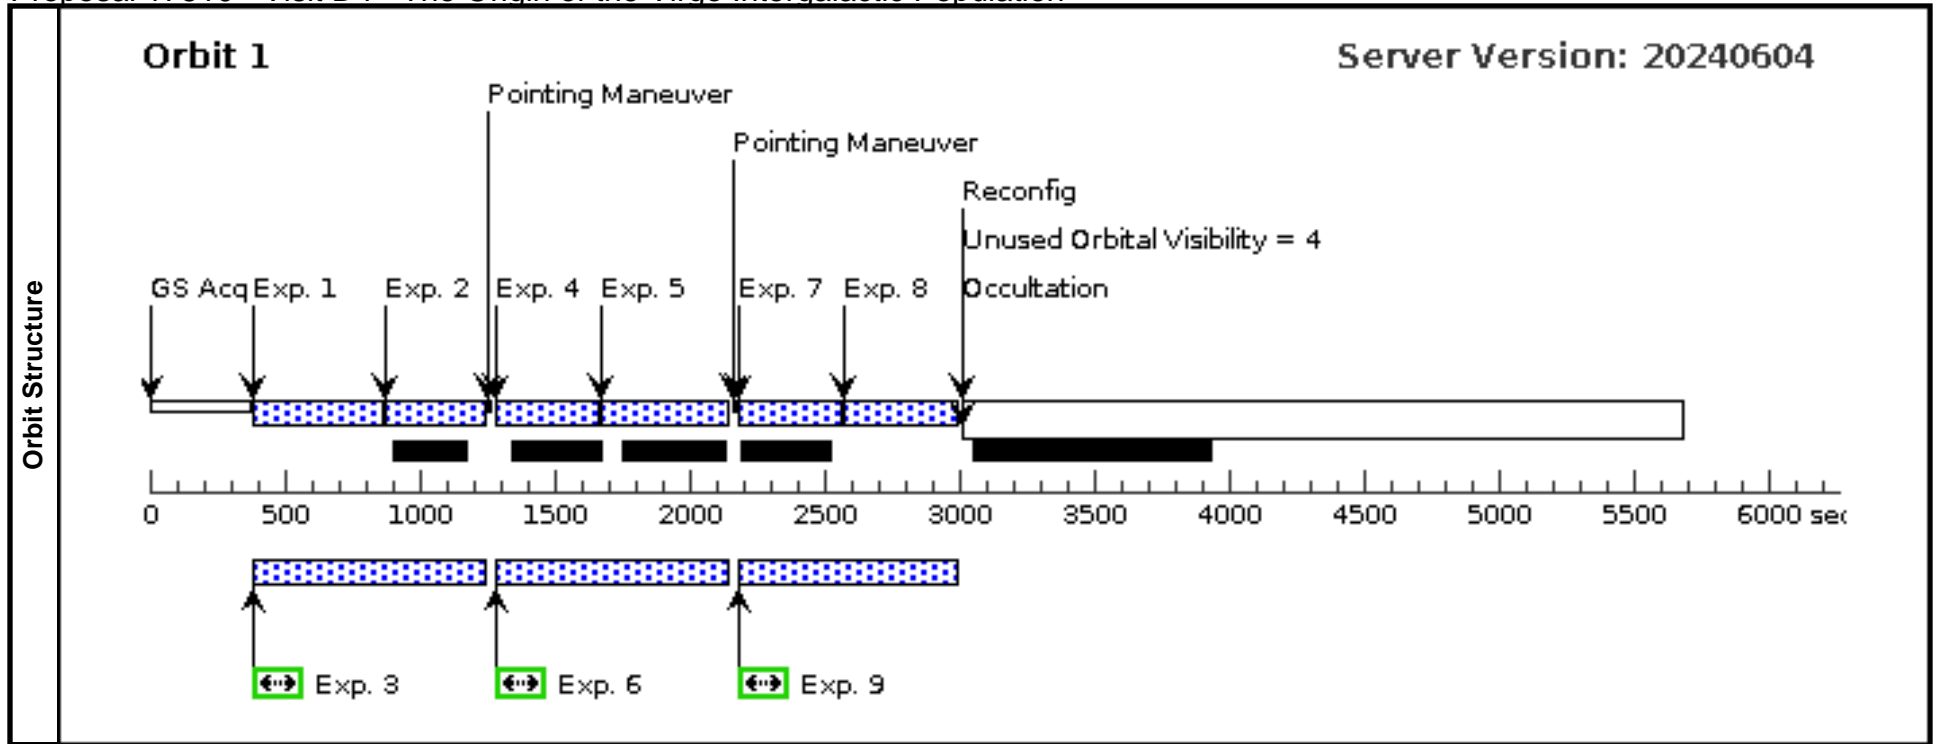 Orbit Structure
Orbit 1
Server Version: 20240604
Pointing Maneuver
Pointing Maneuver
Reconfig
Unused Orbital Visibility = 4
GS Acq Exp. 1 Exp. 2 Exp. 4 Exp. 5 Exp. 7 Exp. 8 Occultation
0 500 1000 1500 2000 2500 3000 3500 4000 4500 5000 5500 6000 sec
Exp. 3 Exp. 6 Exp. 9